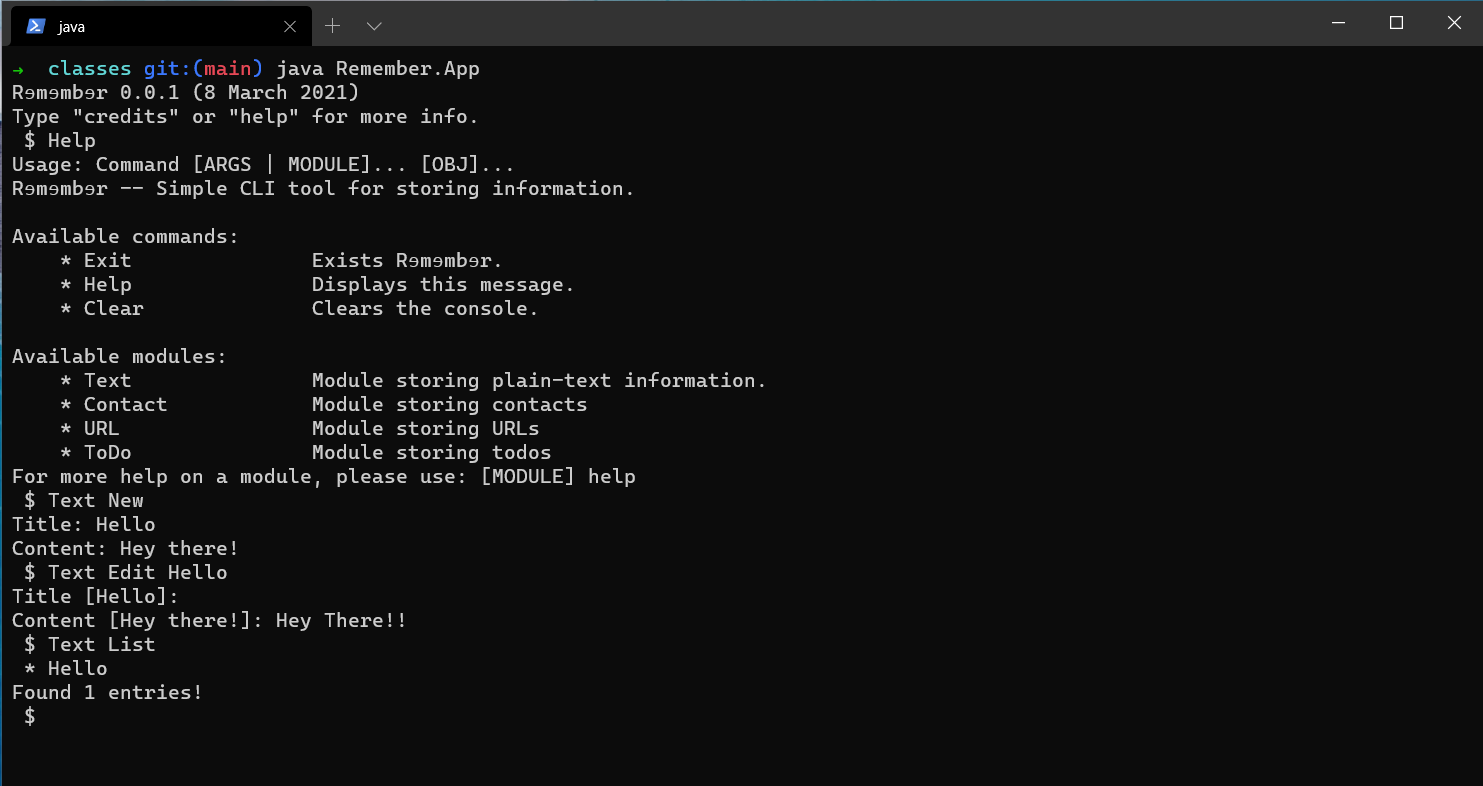 java
→ classes git:(main) java Remember.App
Rɘmɘmbɘr 0.0.1 (8 March 2021)
Type "credits" or "help" for more info.
$ Help
Usage: Command [ARGS | MODULE]... [OBJ]...
Rɘmɘmbɘr -- Simple CLI tool for storing information.
Available commands:
* Exit Exists Rɘmɘmbɘr.
* Help Displays this message.
* Clear Clears the console.
Available modules:
* Text Module storing plain-text information.
* Contact Module storing contacts
* URL Module storing URLs
* ToDo Module storing todos
For more help on a module, please use: [MODULE] help
$ Text New
Title: Hello
Content: Hey there!
$ Text Edit Hello
Title [Hello]:
Content [Hey there!]: Hey There!!
$ Text List
* Hello
Found 1 entries!
$